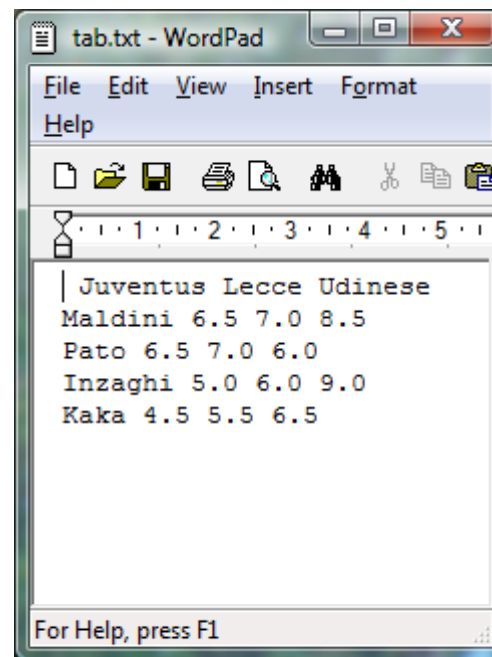 tab.txt - WordPad
File Edit View Insert Format
Help
1 2 3 4 5
Juventus Lecce Udinese
Maldini 6.5 7.0 8.5
Pato 6.5 7.0 6.0
Inzaghi 5.0 6.0 9.0
Kaka 4.5 5.5 6.5
For Help, press F1